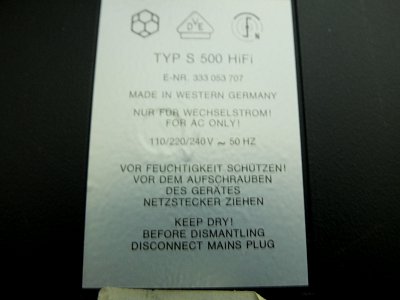 DVE
N
TYP S 500 HiFi
E-NR. 333 053 707
MADE IN WESTERN GERMANY
NUR FÜR WECHSELSTROM!
FOR AC ONLY!
110/220/240 V ~ 50 HZ
VOR FEUCHTIGKEIT SCHÜTZEN!
VOR DEM AUFSCHRAUBEN
DES GERÄTES
NETZSTECKER ZIEHEN
KEEP DRY!
BEFORE DISMANTLING
DISCONNECT MAINS PLUG